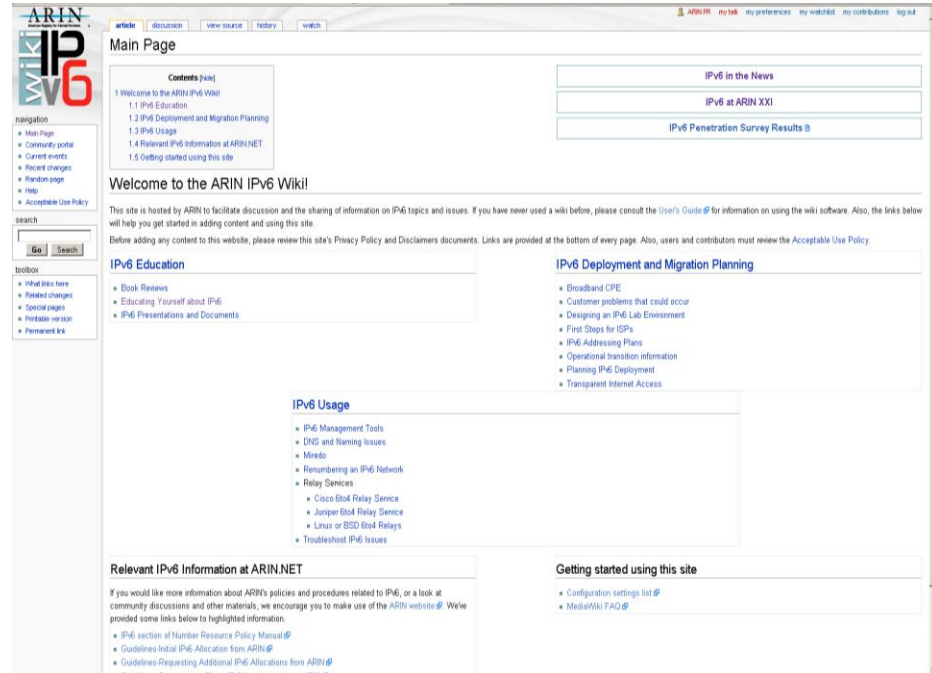 ARIN
wiki
IPv6
ARIN PR my talk my preferences my watchlist my contributions log out
article discussion view source history watch
Main Page
Contents [hide]
1 Welcome to the ARIN IPv6 Wiki!
1.1 IPv6 Education
1.2 IPv6 Deployment and Migration Planning
1.3 IPv6 Usage
1.4 Relevant IPv6 Information at ARIN.NET
1.5 Getting started using this site
IPv6 in the News
IPv6 at ARIN XXI
IPv6 Penetration Survey Results
navigation
Main Page
Community portal
Current events
Recent changes
Random page
Help
Acceptable Use Policy
search
Go Search
toolbox
What links here
Related changes
Special pages
Printable version
Permanent link
Welcome to the ARIN IPv6 Wiki!
This site is hosted by ARIN to facilitate discussion and the sharing of information on IPv6 topics and issues. If you have never used a wiki before, please consult the User's Guide for information on using the wiki software. Also, the links below
will help you get started in adding content and using this site.
Before adding any content to this website, please review this site's Privacy Policy and Disclaimers documents. Links are provided at the bottom of every page. Also, users and contributors must review the Acceptable Use Policy.
IPv6 Education
Book Reviews
Educating Yourself about IPv6
IPv6 Presentations and Documents
IPv6 Deployment and Migration Planning
Broadband CPE
Customer problems that could occur
Designing an IPv6 Lab Environment
First Steps for ISPs
IPv6 Addressing Plans
Operational transition information
Planning IPv6 Deployment
Transparent Internet Access
IPv6 Usage
IPv6 Management Tools
DNS and Naming Issues
Miredo
Renumbering an IPv6 Network
Relay Services
Cisco 6to4 Relay Service
Juniper 6to4 Relay Service
Linux or BSD 6to4 Relays
Troubleshoot IPv6 Issues
Relevant IPv6 Information at ARIN.NET
If you would like more information about ARIN's policies and procedures related to IPv6, or a look at
community discussions and other materials, we encourage you to make use of the ARIN website. We've
provided some links below to highlighted information.
IPv6 section of Number Resource Policy Manual
Guidelines-Initial IPv6 Allocation from ARIN
Guidelines-Requesting Additional IPv6 Allocations from ARIN
Getting started using this site
Configuration settings list
MediaWiki FAQ